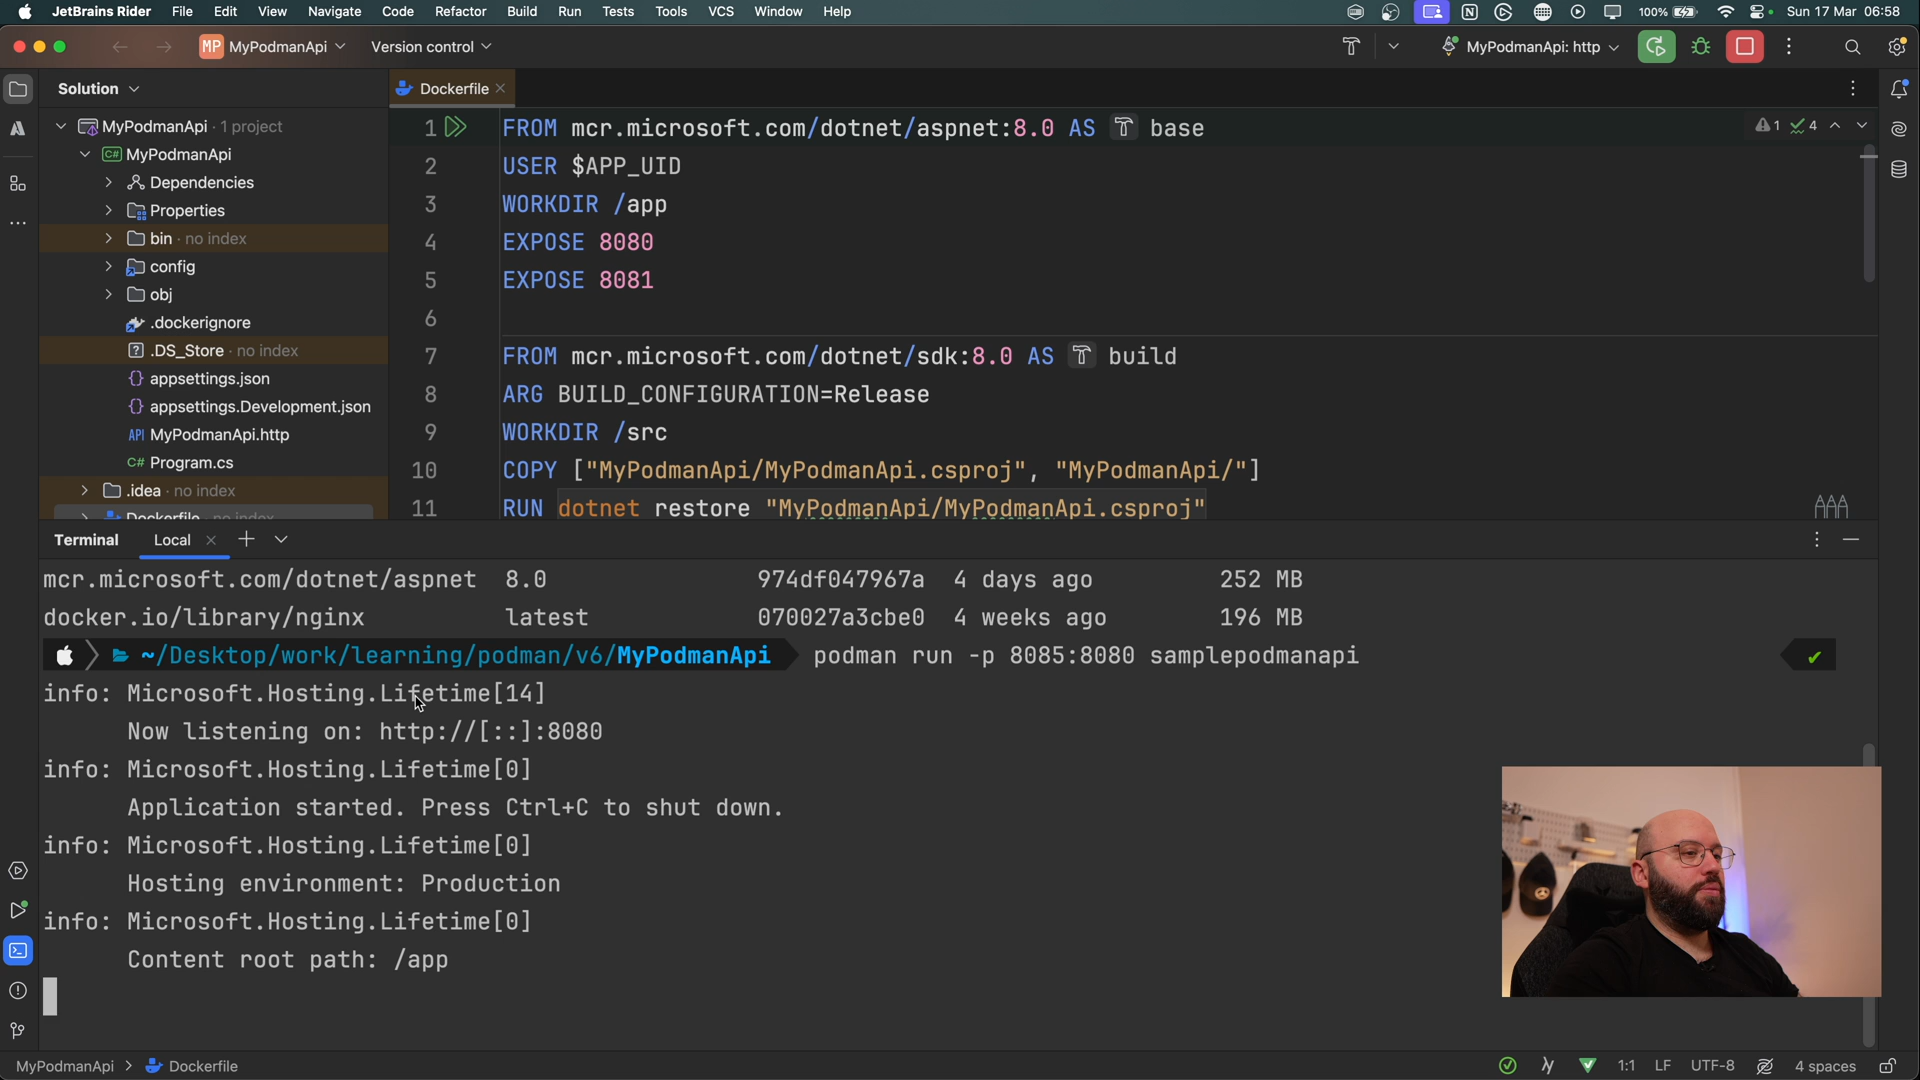 JetBrains Rider File Edit View Navigate Code Refactor Build Run Tests Tools VCS Window Help 100% Sun 17 Mar 06:58
MP MyPodmanApi Version control MyPodmanApi: http
Solution
Dockerfile
MyPodmanApi · 1 project
C# MyPodmanApi
Dependencies
Properties
bin · no index
config
obj
.dockerignore
.DS_Store · no index
appsettings.json
appsettings.Development.json
API MyPodmanApi.http
C# Program.cs
.idea · no index
Dockerfile · no index
1 FROM mcr.microsoft.com/dotnet/aspnet:8.0 AS base
1 4
2 USER $APP_UID
3 WORKDIR /app
4 EXPOSE 8080
5 EXPOSE 8081
6
7 FROM mcr.microsoft.com/dotnet/sdk:8.0 AS build
8 ARG BUILD_CONFIGURATION=Release
9 WORKDIR /src
10 COPY ["MyPodmanApi/MyPodmanApi.csproj", "MyPodmanApi/"]
11 RUN dotnet restore "MyPodmanApi/MyPodmanApi.csproj"
Terminal Local
mcr.microsoft.com/dotnet/aspnet 8.0 974df047967a 4 days ago 252 MB
docker.io/library/nginx latest 070027a3cbe0 4 weeks ago 196 MB
~/Desktop/work/learning/podman/v6/MyPodmanApi podman run -p 8085:8080 samplepodmanapi
info: Microsoft.Hosting.Lifetime[14]
Now listening on: http://[::]:8080
info: Microsoft.Hosting.Lifetime[0]
Application started. Press Ctrl+C to shut down.
info: Microsoft.Hosting.Lifetime[0]
Hosting environment: Production
info: Microsoft.Hosting.Lifetime[0]
Content root path: /app
MyPodmanApi Dockerfile 1:1 LF UTF-8 4 spaces